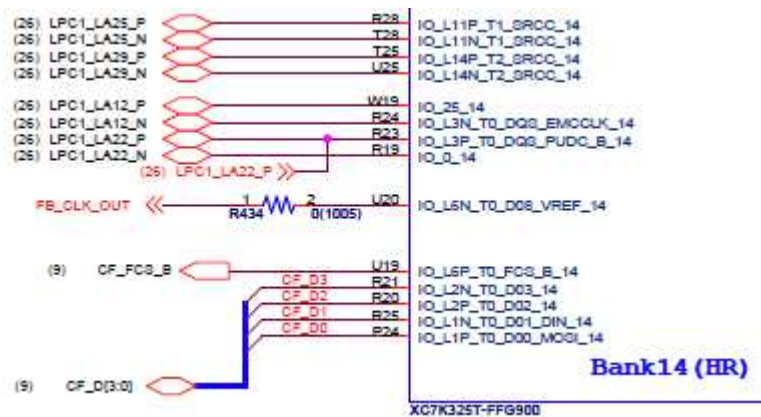 (26) LPC1_LA25_P R28 IO_L11P_T1_SRCC_14
(26) LPC1_LA25_N T28 IO_L11N_T1_SRCC_14
(26) LPC1_LA29_P T25 IO_L14P_T2_SRCC_14
(26) LPC1_LA29_N U25 IO_L14N_T2_SRCC_14
(26) LPC1_LA12_P W19 IO_25_14
(26) LPC1_LA12_N R24 IO_L3N_T0_DQS_EMCCLK_14
(26) LPC1_LA22_P R23 IO_L3P_T0_DQS_PUDC_B_14
(26) LPC1_LA22_N R19 IO_0_14
(26) LPC1_LA22_P
FB_CLK_OUT 1 2 U20 IO_L6N_T0_D08_VREF_14
R434 0(1005)
(9) CF_FCS_B U19 IO_L6P_T0_FCS_B_14
CF_D3 R21 IO_L2N_T0_D03_14
CF_D2 R20 IO_L2P_T0_D02_14
CF_D1 R25 IO_L1N_T0_D01_DIN_14
CF_D0 P24 IO_L1P_T0_D00_MOSI_14
Bank14(HR)
(9) CF_D[3:0]
XC7K325T-FFG900